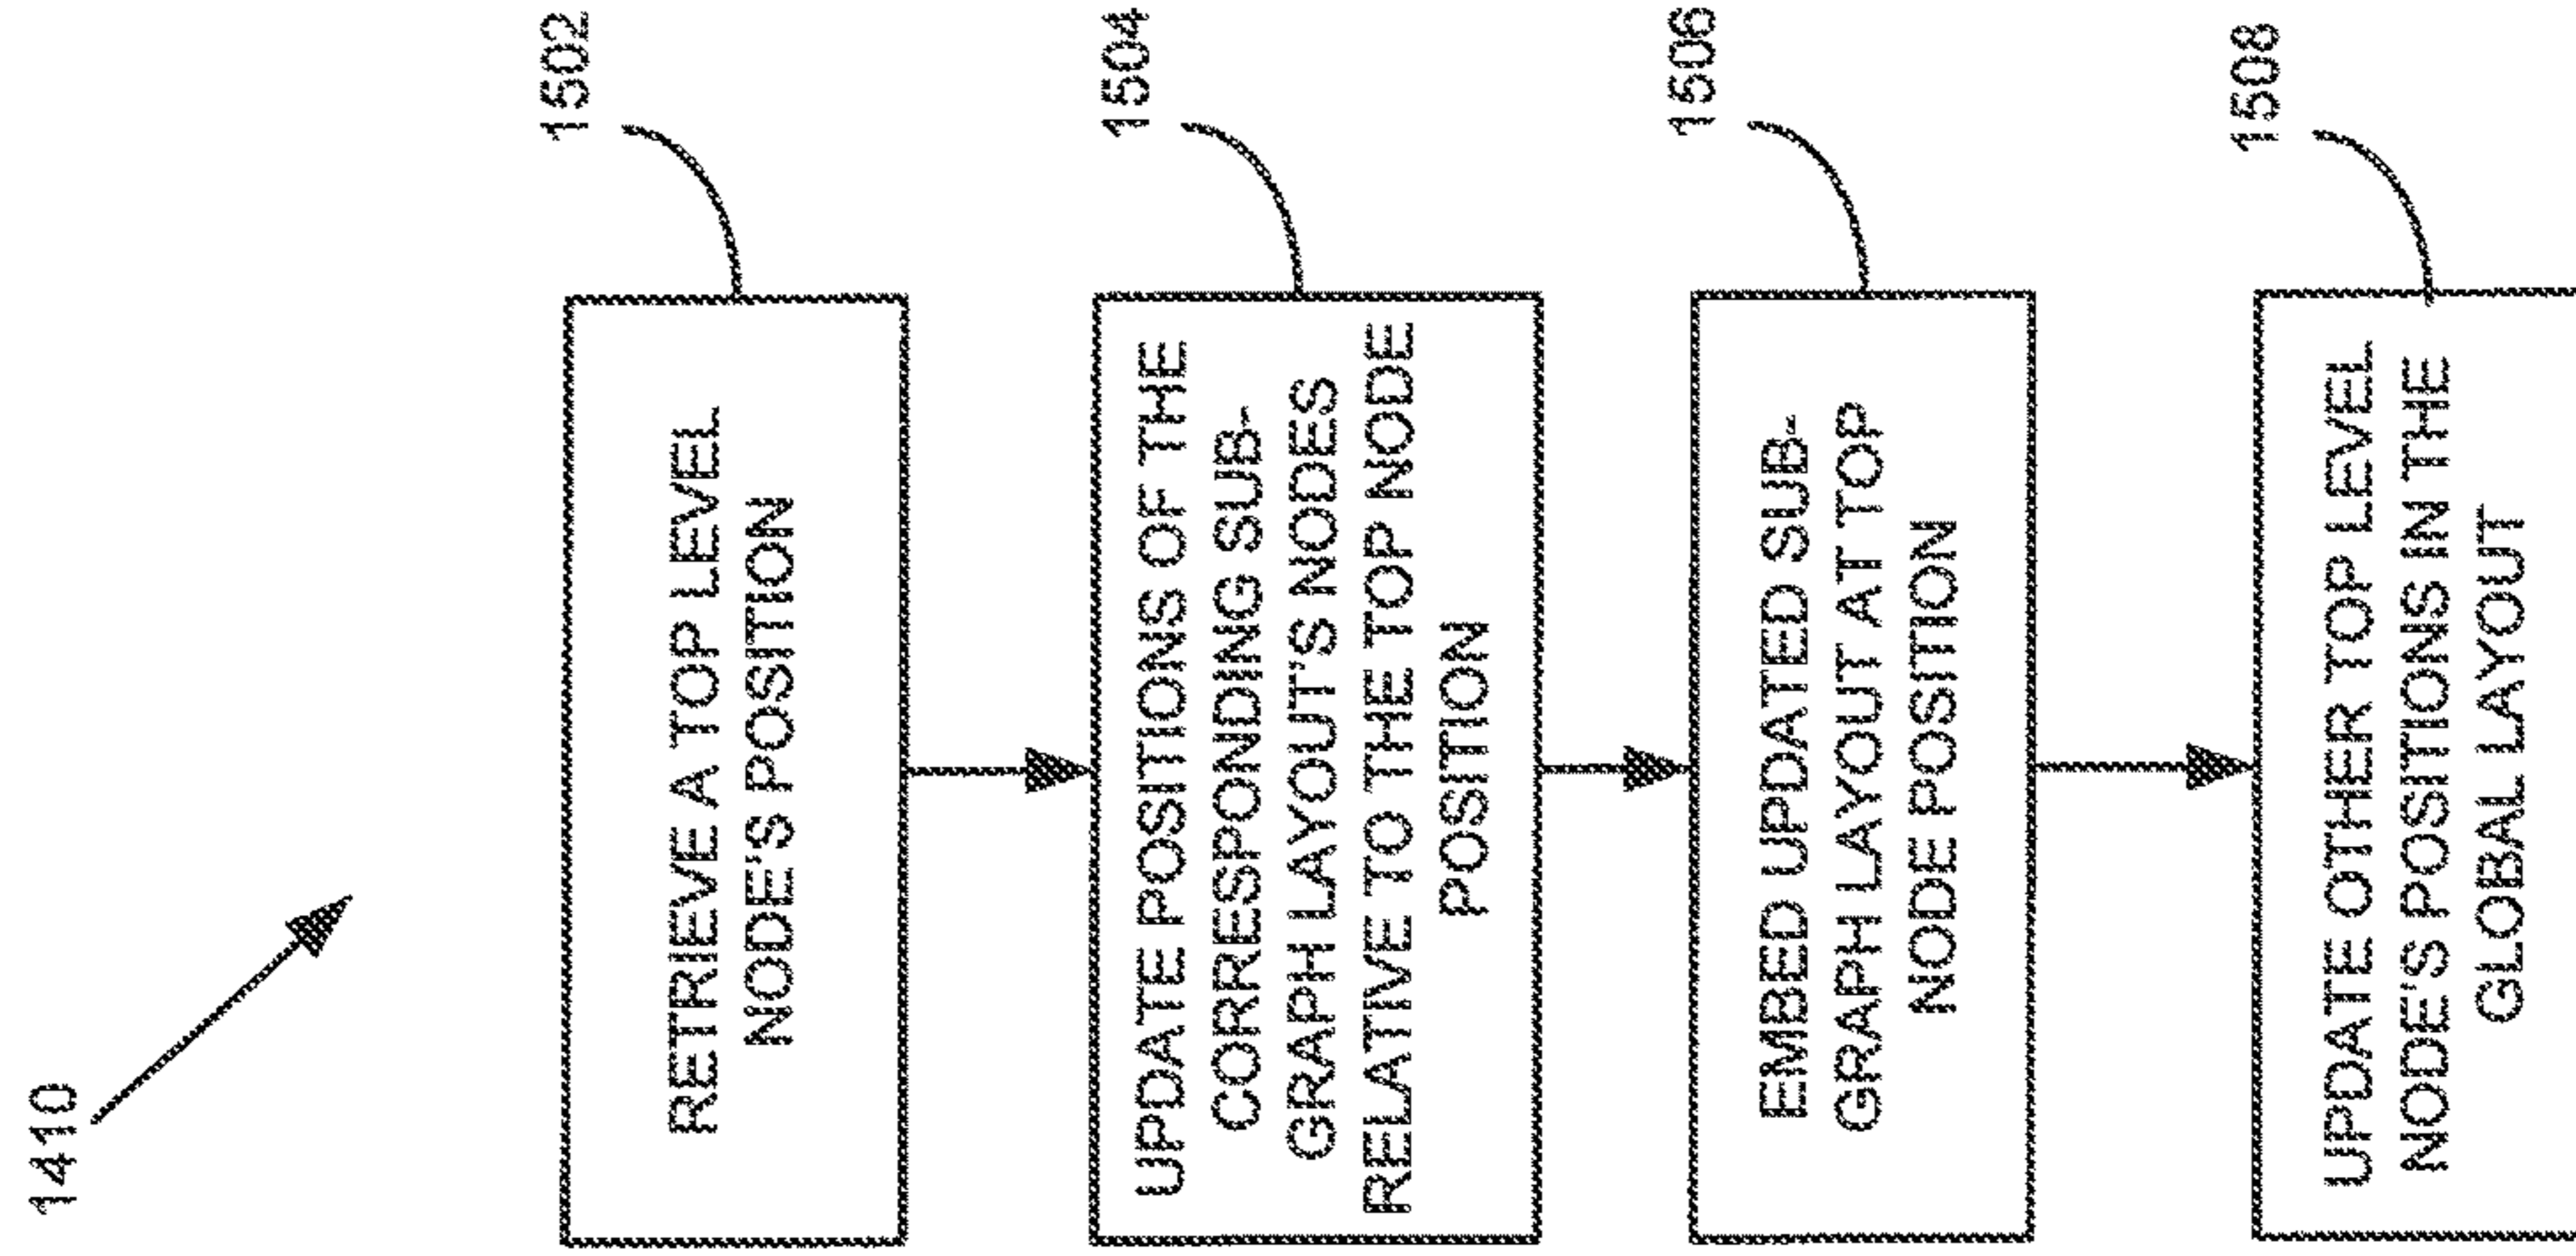 1410
1502
RETRIEVE A TOP LEVEL
NODE'S POSITION
1504
UPDATE POSITIONS OF THE
CORRESPONDING SUB-
GRAPH LAYOUT'S NODES
RELATIVE TO THE TOP NODE
POSITION
1506
EMBED UPDATED SUB-
GRAPH LAYOUT AT TOP
NODE POSITION
1508
UPDATE OTHER TOP LEVEL
NODE'S POSITIONS IN THE
GLOBAL LAYOUT